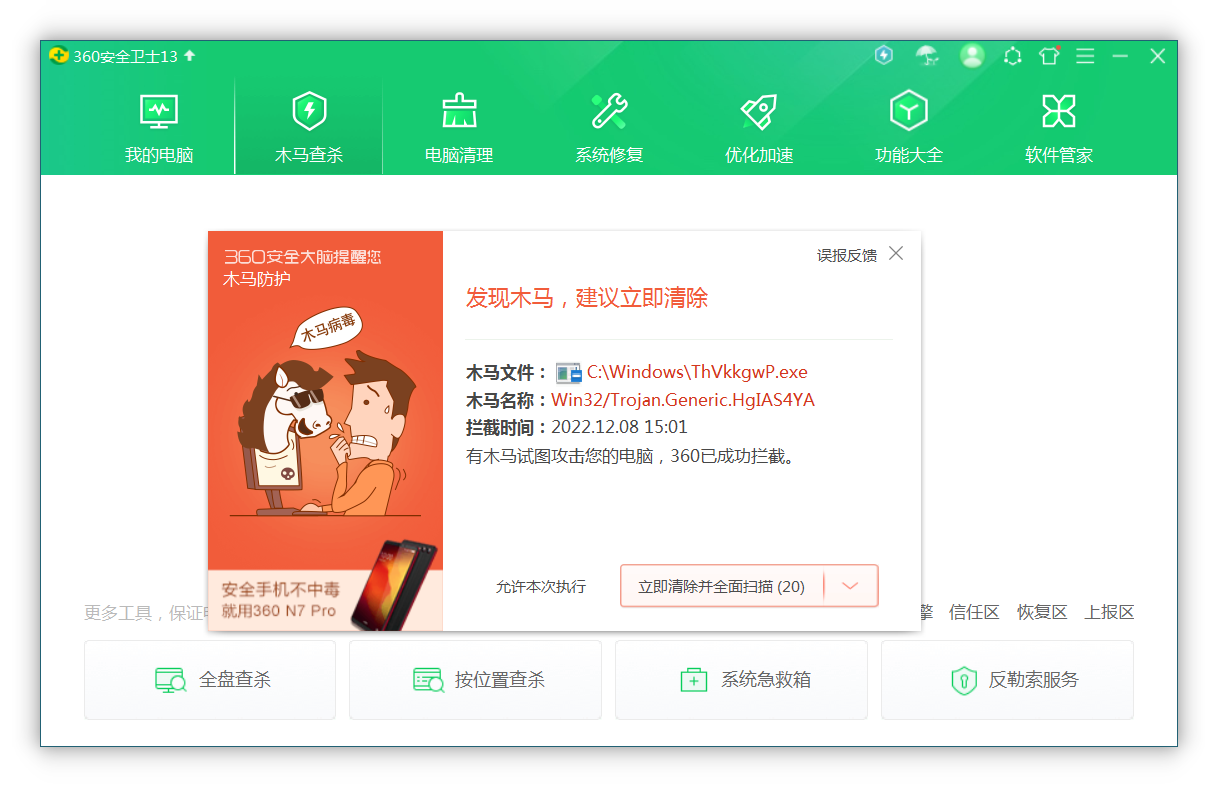 360安全卫士13
我的电脑
木马查杀
电脑清理
系统修复
优化加速
功能大全
软件管家
360安全大脑提醒您
木马防护
木马病毒
安全手机不中毒
就用360 N7 Pro
误报反馈
发现木马，建议立即清除
木马文件： C:\Windows\ThVkkgwP.exe
木马名称：Win32/Trojan.Generic.HgIAS4YA
拦截时间：2022.12.08 15:01
有木马试图攻击您的电脑，360已成功拦截。
允许本次执行
立即清除并全面扫描 (20)
更多工具，保证
擎 信任区 恢复区 上报区
全盘查杀
按位置查杀
系统急救箱
反勒索服务